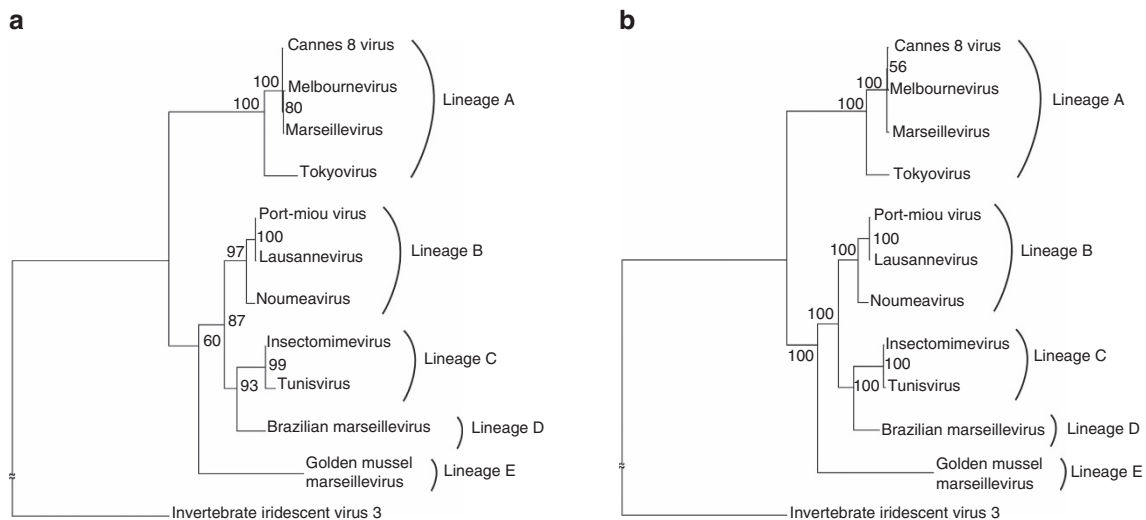 a
Cannes 8 virus
100
Melbournevirus
Lineage A
100
80
Marseillevirus
Tokyovirus
Port-miou virus
100
97
Lausannevirus
Lineage B
Noumeavirus
87
60
Insectomimevirus
99
Lineage C
93
Tunisvirus
Brazilian marseillevirus
Lineage D
Golden mussel
marseillevirus
Lineage E
≈
Invertebrate iridescent virus 3
b
Cannes 8 virus
56
Melbournevirus
Lineage A
100
100
Marseillevirus
Tokyovirus
Port-miou virus
100
100
Lausannevirus
Lineage B
Noumeavirus
100
100
Insectomimevirus
100
Lineage C
100
Tunisvirus
Brazilian marseillevirus
Lineage D
Golden mussel
marseillevirus
Lineage E
≈
Invertebrate iridescent virus 3